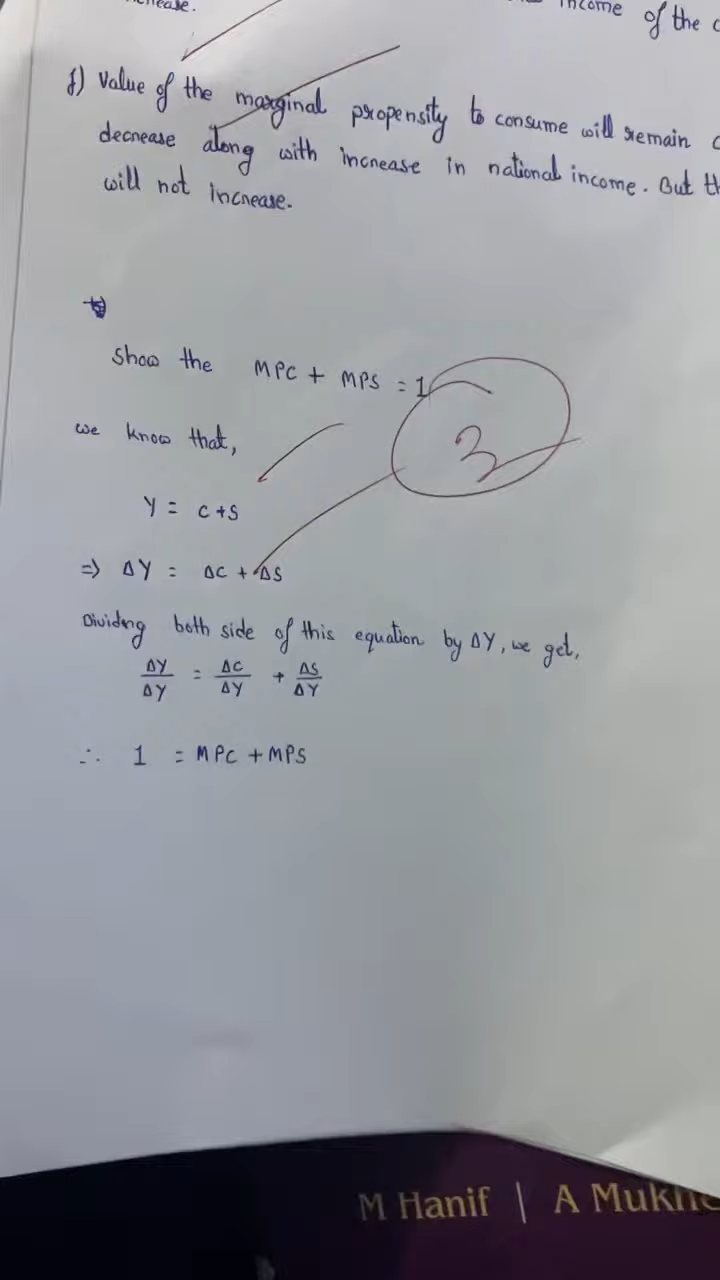 of the
f) Value of the marginal propensity to consume will remain
decrease along with increase in national income. But
will not increase.
Show the MPC + MPS = 1
3
we know that,
Y = C+S
=> ΔY = ΔC + ΔS
Dividing both side of this equation by ΔY, we get,
ΔY/ΔY = ΔC/ΔY + ΔS/ΔY
∴ 1 = MPC + MPS
M Hanif | A Mukhe